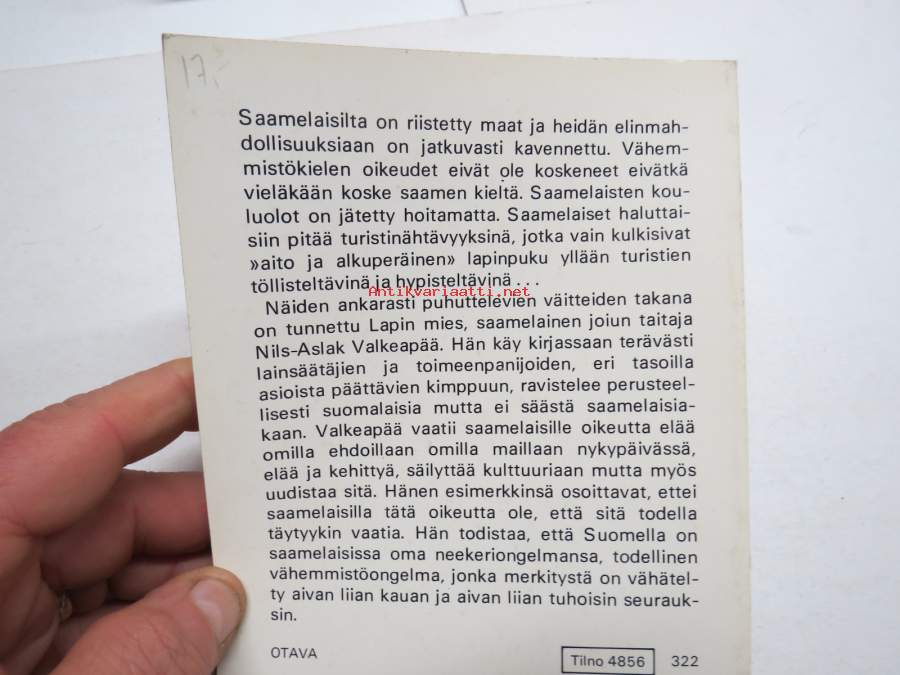 17.-
Saamelaisilta on riistetty maat ja heidän elinmah-
dollisuuksiaan on jatkuvasti kavennettu. Vähem-
mistökielen oikeudet eivät ole koskeneet eivätkä
vieläkään koske saamen kieltä. Saamelaisten kou-
luolot on jätetty hoitamatta. Saamelaiset haluttai-
siin pitää turistinähtävyyksinä, jotka vain kulkisivat
»aito ja alkuperäinen» lapinpuku yllään turistien
töllisteltävinä ja hypisteltävinä . . .
Antikvariaatti.net
Näiden ankarasti puhuttelevien väitteiden takana
on tunnettu Lapin mies, saamelainen joiun taitaja
Nils-Aslak Valkeapää. Hän käy kirjassaan terävästi
lainsäätäjien ja toimeenpanijoiden, eri tasoilla
asioista päättävien kimppuun, ravistelee perusteel-
lisesti suomalaisia mutta ei säästä saamelaisia-
kaan. Valkeapää vaatii saamelaisille oikeutta elää
omilla ehdoillaan omilla maillaan nykypäivässä,
elää ja kehittyä, säilyttää kulttuuriaan mutta myös
uudistaa sitä. Hänen esimerkkinsä osoittavat, ettei
saamelaisilla tätä oikeutta ole, että sitä todella
täytyykin vaatia. Hän todistaa, että Suomella on
saamelaisissa oma neekeriongelmansa, todellinen
vähemmistöongelma, jonka merkitystä on vähätel-
ty aivan liian kauan ja aivan liian tuhoisin seurauk-
sin.
OTAVA
Tilno 4856 322